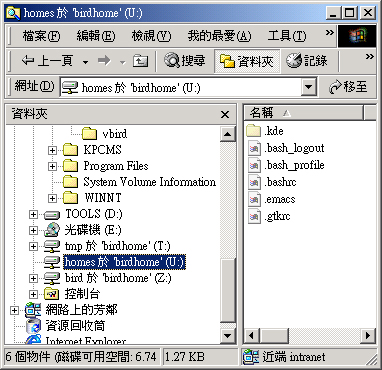 homes 於 'birdhome' (U:)
檔案(F) 編輯(E) 檢視(V) 我的最愛(A) 工具(T) »
上一頁 搜尋 資料夾 記錄 »
網址(D) homes 於 'birdhome' (U:) 移至
資料夾
vbird
KPCMS
Program Files
System Volume Information
WINNT
TOOLS (D:)
光碟機 (E:)
tmp 於 'birdhome' (T:)
homes 於 'birdhome' (U:)
bird 於 'birdhome' (Z:)
控制台
網路上的芳鄰
資源回收筒
Internet Explorer
名稱
.kde
.bash_logout
.bash_profile
.bashrc
.emacs
.gtkrc
6 個物件 (磁碟可用空間: 6.74 1.27 KB 近端 intranet